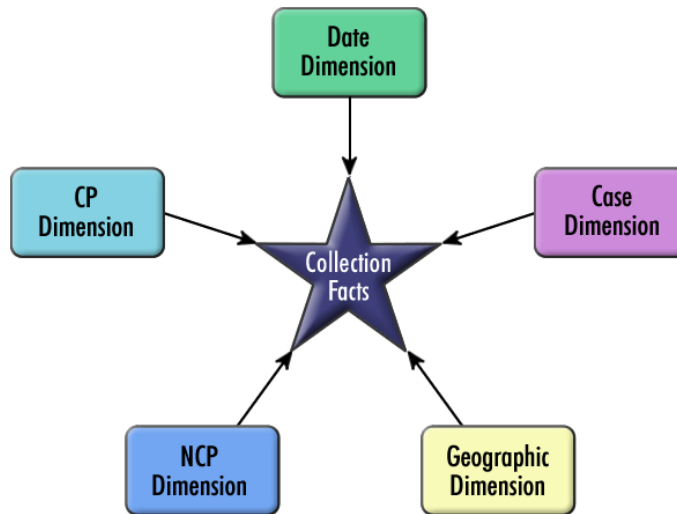 Date
Dimension
CP
Dimension
Case
Dimension
Collection
Facts
NCP
Dimension
Geographic
Dimension